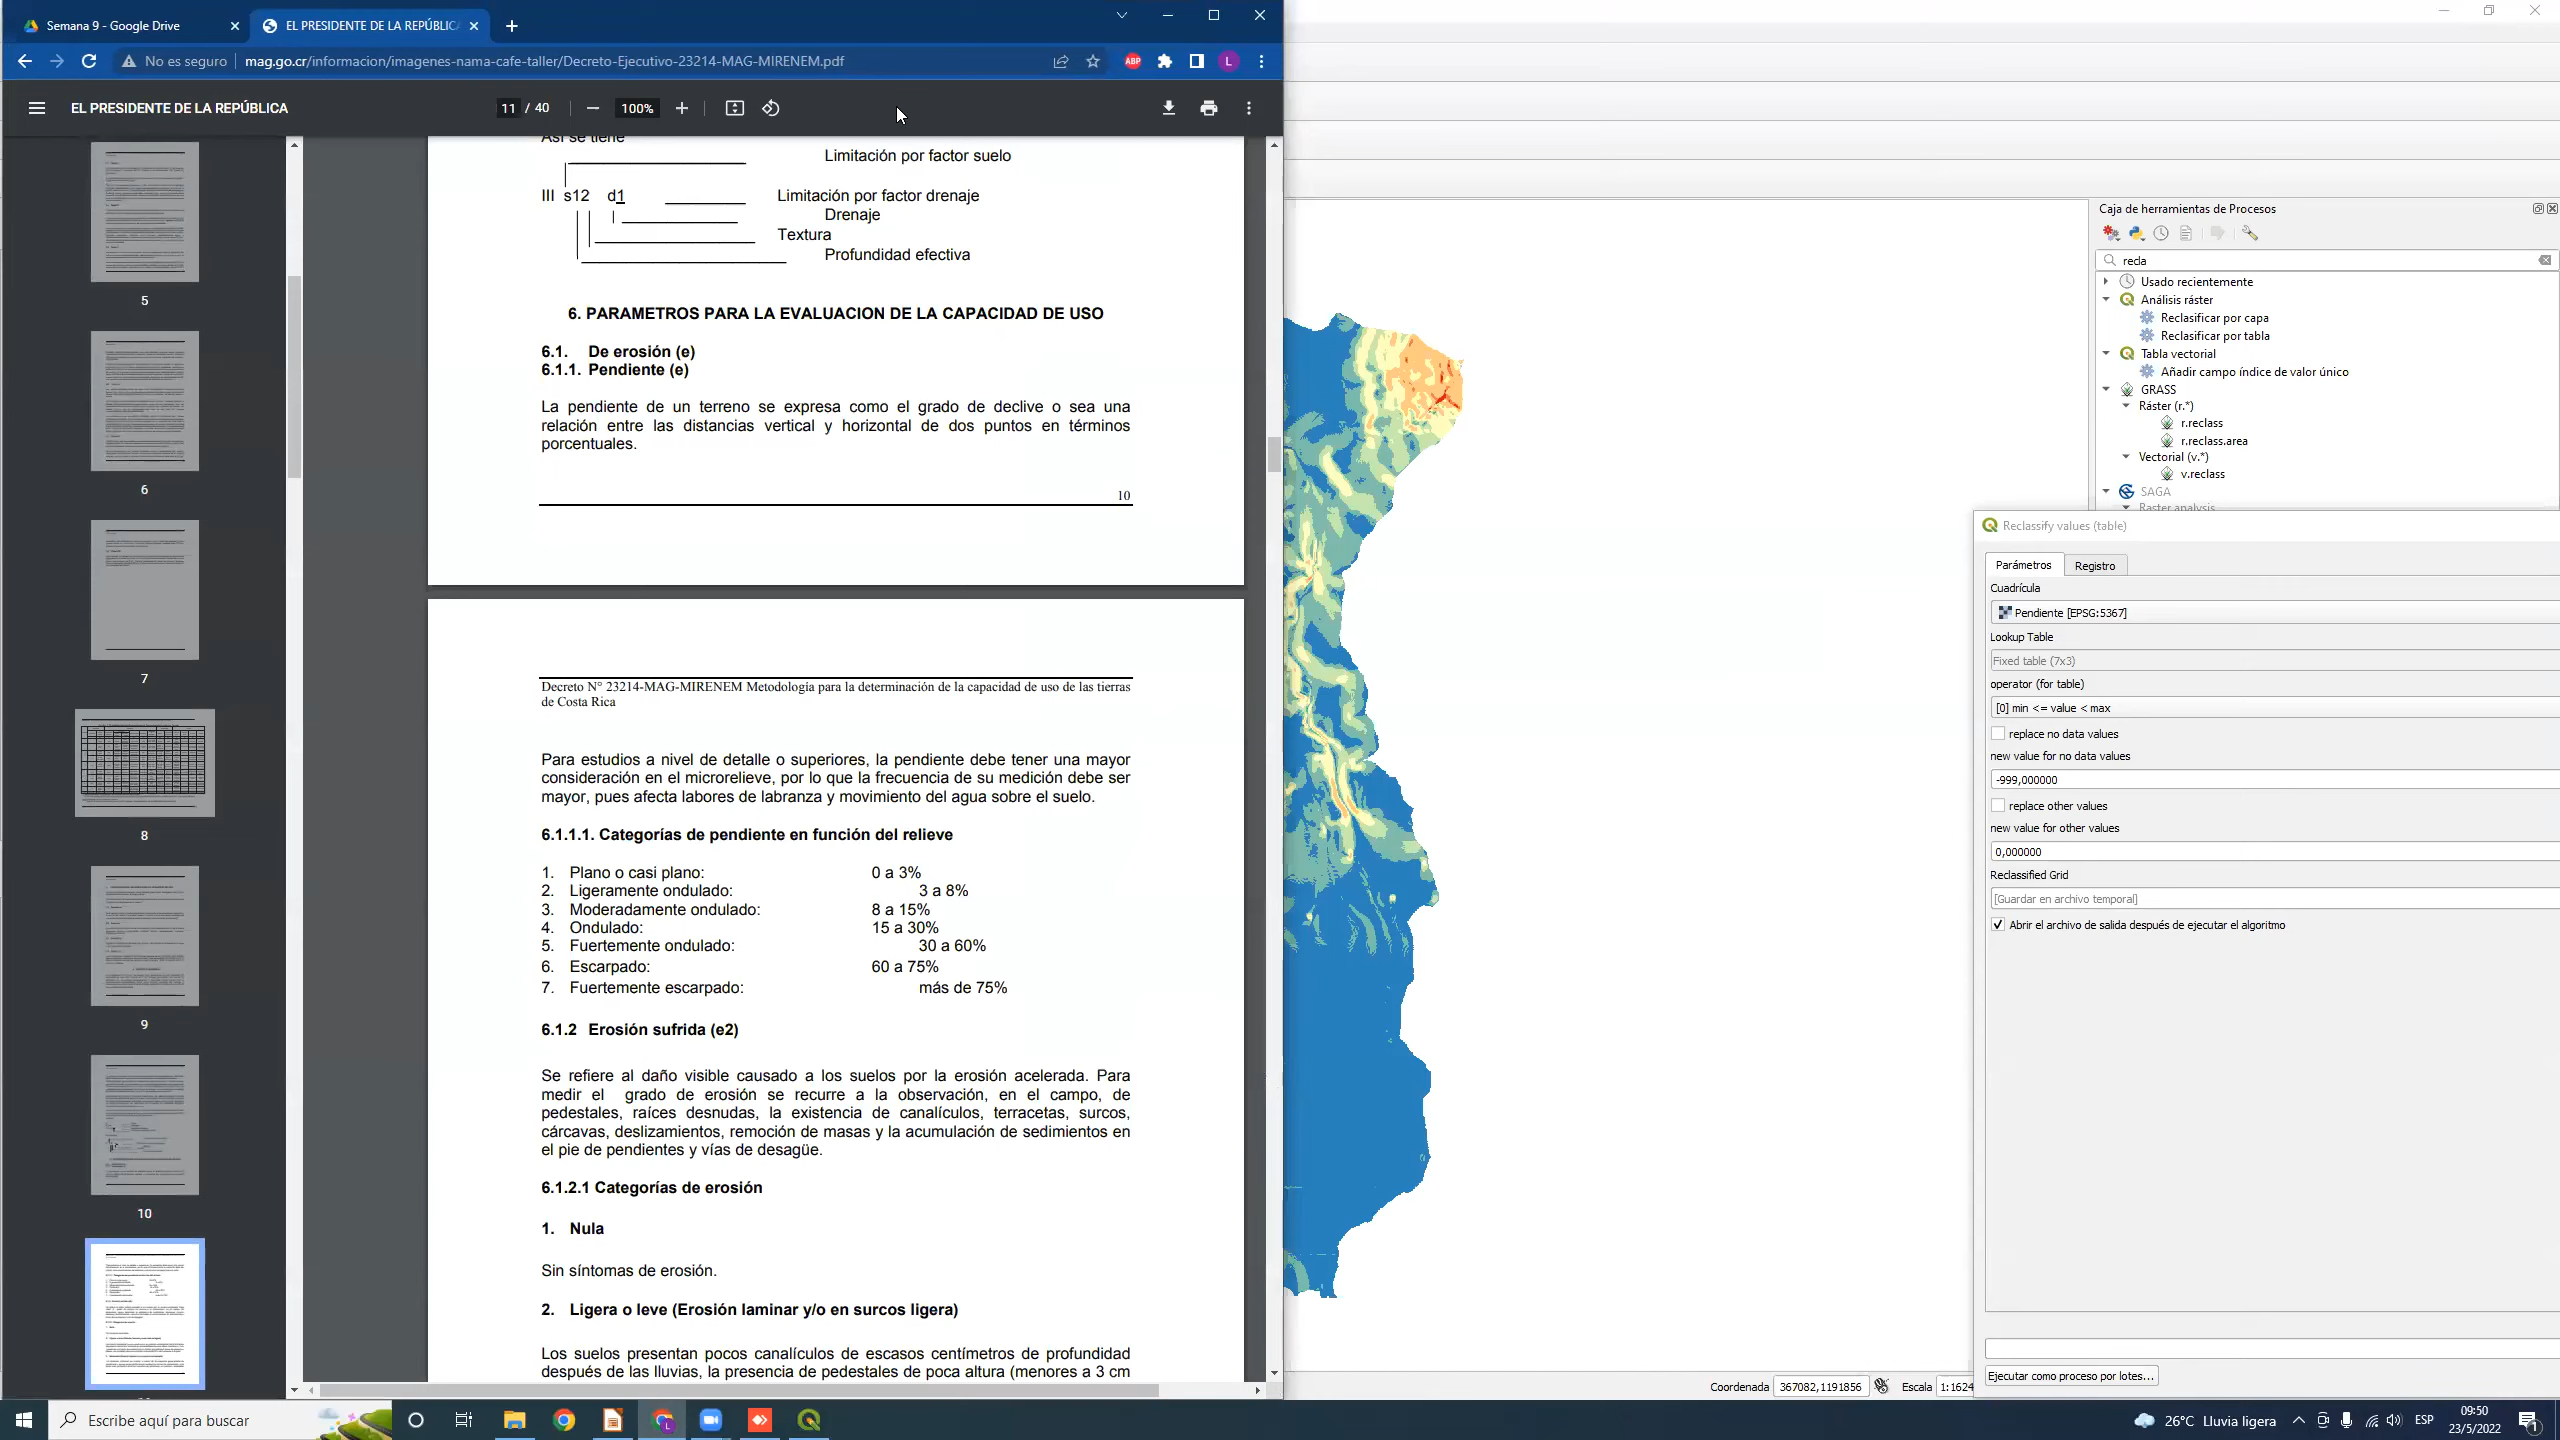 Semana 9 - Google Drive
EL PRESIDENTE DE LA REPÚBLIC
No es seguro
mag.go.cr/informacion/imagenes-nama-cafe-taller/Decreto-Ejecutivo-23214-MAG-MIRENEM.pdf
ABP
L
EL PRESIDENTE DE LA REPÚBLICA
11 / 40
100%
5
6
7
8
9
10
Así se tiene
Limitación por factor suelo
III s12 d1 Limitación por factor drenaje
Drenaje
Textura
Profundidad efectiva
6. PARAMETROS PARA LA EVALUACION DE LA CAPACIDAD DE USO
6.1. De erosión (e)
6.1.1. Pendiente (e)
La pendiente de un terreno se expresa como el grado de declive o sea una
relación entre las distancias vertical y horizontal de dos puntos en términos
porcentuales.
10
Decreto N° 23214-MAG-MIRENEM Metodología para la determinación de la capacidad de uso de las tierras
de Costa Rica
Para estudios a nivel de detalle o superiores, la pendiente debe tener una mayor
consideración en el microrelieve, por lo que la frecuencia de su medición debe ser
mayor, pues afecta labores de labranza y movimiento del agua sobre el suelo.
6.1.1.1. Categorías de pendiente en función del relieve
1. Plano o casi plano: 0 a 3%
2. Ligeramente ondulado: 3 a 8%
3. Moderadamente ondulado: 8 a 15%
4. Ondulado: 15 a 30%
5. Fuertemente ondulado: 30 a 60%
6. Escarpado: 60 a 75%
7. Fuertemente escarpado: más de 75%
6.1.2 Erosión sufrida (e2)
Se refiere al daño visible causado a los suelos por la erosión acelerada. Para
medir el grado de erosión se recurre a la observación, en el campo, de
pedestales, raíces desnudas, la existencia de canalículos, terracetas, surcos,
cárcavas, deslizamientos, remoción de masas y la acumulación de sedimientos en
el pie de pendientes y vías de desagüe.
6.1.2.1 Categorías de erosión
1. Nula
Sin síntomas de erosión.
2. Ligera o leve (Erosión laminar y/o en surcos ligera)
Los suelos presentan pocos canalículos de escasos centímetros de profundidad
después de las lluvias, la presencia de pedestales de poca altura (menores a 3 cm
Caja de herramientas de Procesos
recla
Usado recientemente
Análisis ráster
Reclasificar por capa
Reclasificar por tabla
Tabla vectorial
Añadir campo índice de valor único
GRASS
Ráster (r.*)
r.reclass
r.reclass.area
Vectorial (v.*)
v.reclass
SAGA
Raster analysis
Reclassify values (table)
Parámetros
Registro
Cuadrícula
Pendiente [EPSG:5367]
Lookup Table
Fixed table (7x3)
operator (for table)
[0] min <= value < max
replace no data values
new value for no data values
-999,000000
replace other values
new value for other values
0,000000
Reclassified Grid
[Guardar en archivo temporal]
Abrir el archivo de salida después de ejecutar el algoritmo
Ejecutar como proceso por lotes...
Coordenada 367082,1191856 Escala 1:1624
Escribe aquí para buscar
26°C Lluvia ligera
ESP
09:50
23/5/2022
1